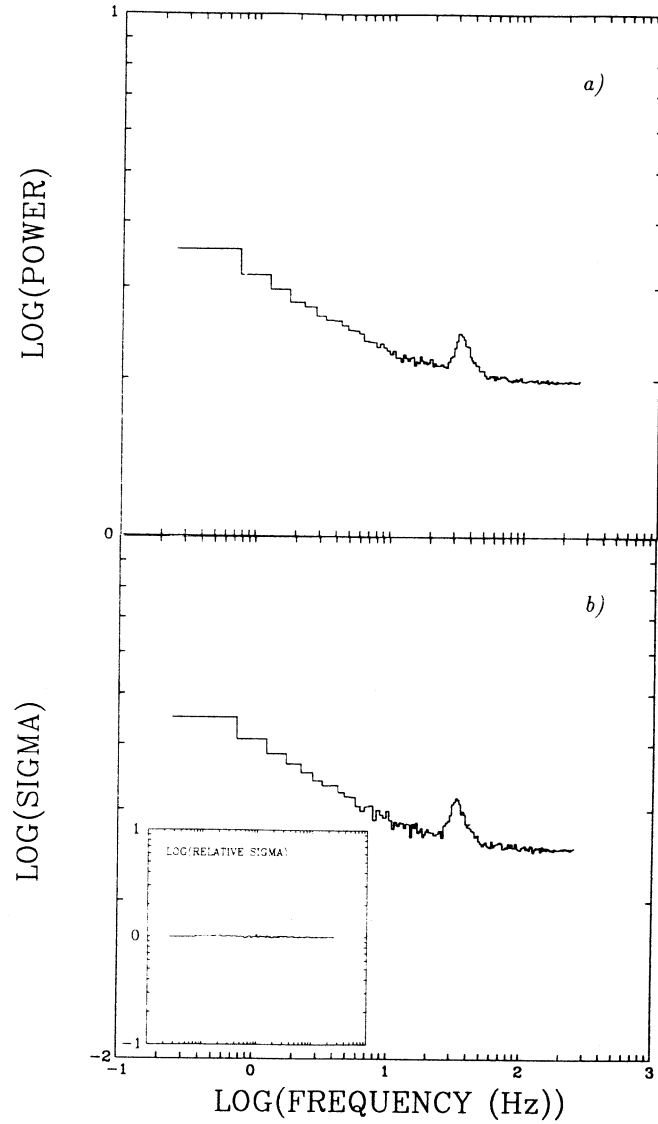 1
a)
LOG(POWER)
0
b)
LOG(SIGMA)
1
LOG(RELATIVE SIGMA)
0
-1
-2
-1 0 1 2 3
LOG(FREQUENCY (Hz))